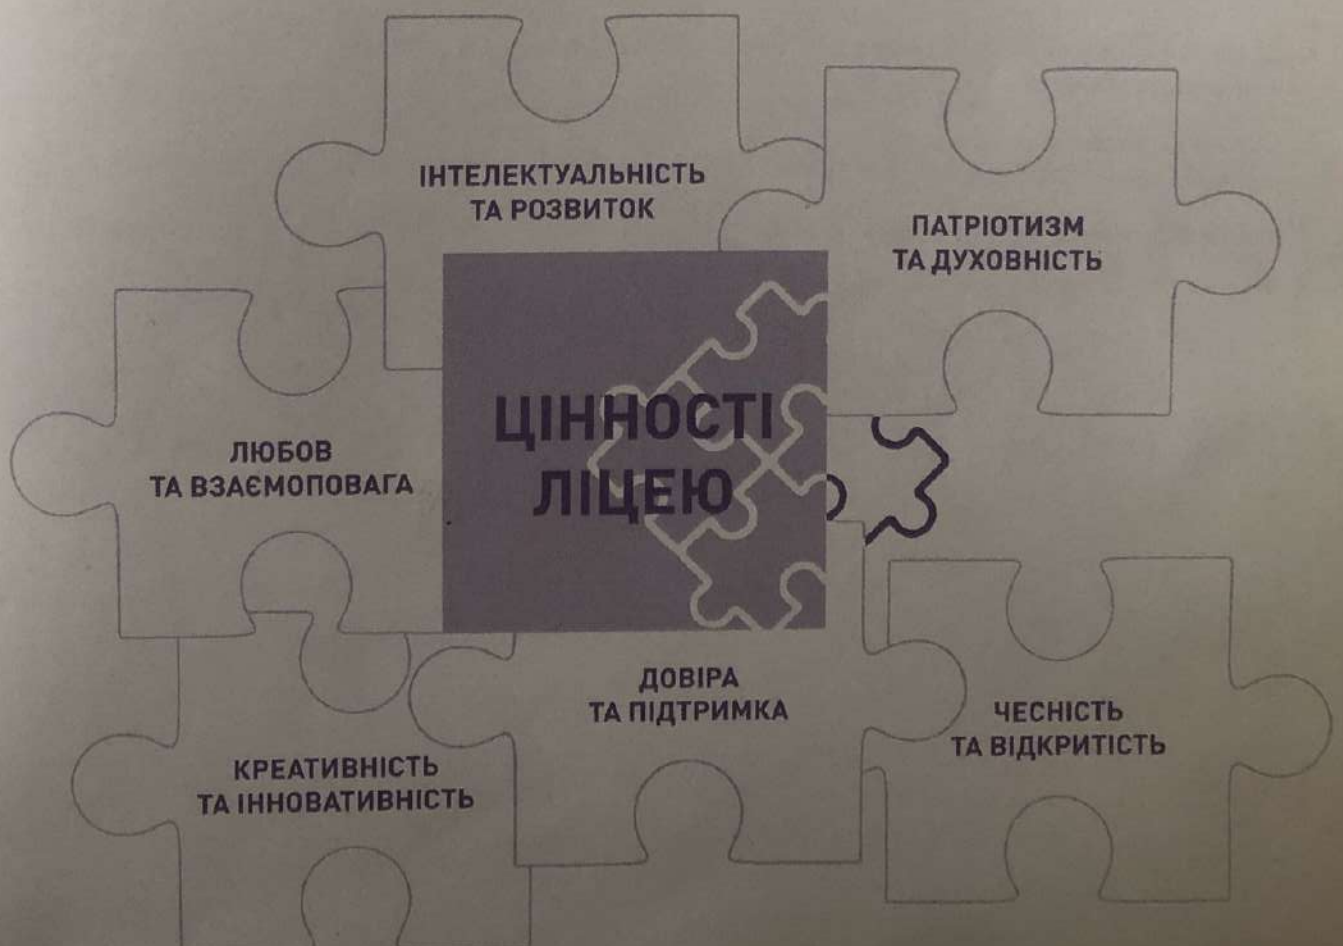 ІНТЕЛЕКТУАЛЬНІСТЬ
ТА РОЗВИТОК
ПАТРІОТИЗМ
ТА ДУХОВНІСТЬ
ЦІННОСТІ
ЛІЦЕЮ
ЛЮБОВ
ТА ВЗАЄМОПОВАГА
ДОВІРА
ТА ПІДТРИМКА
ЧЕСНІСТЬ
ТА ВІДКРИТІСТЬ
КРЕАТИВНІСТЬ
ТА ІННОВАТИВНІСТЬ